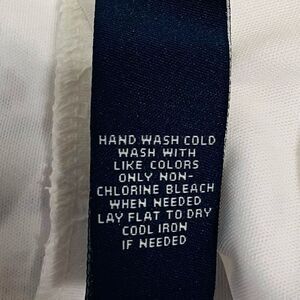 HAND WASH COLD
WASH WITH
LIKE COLORS
ONLY NON-
CHLORINE BLEACH
WHEN NEEDED
LAY FLAT TO DRY
COOL IRON
IF NEEDED